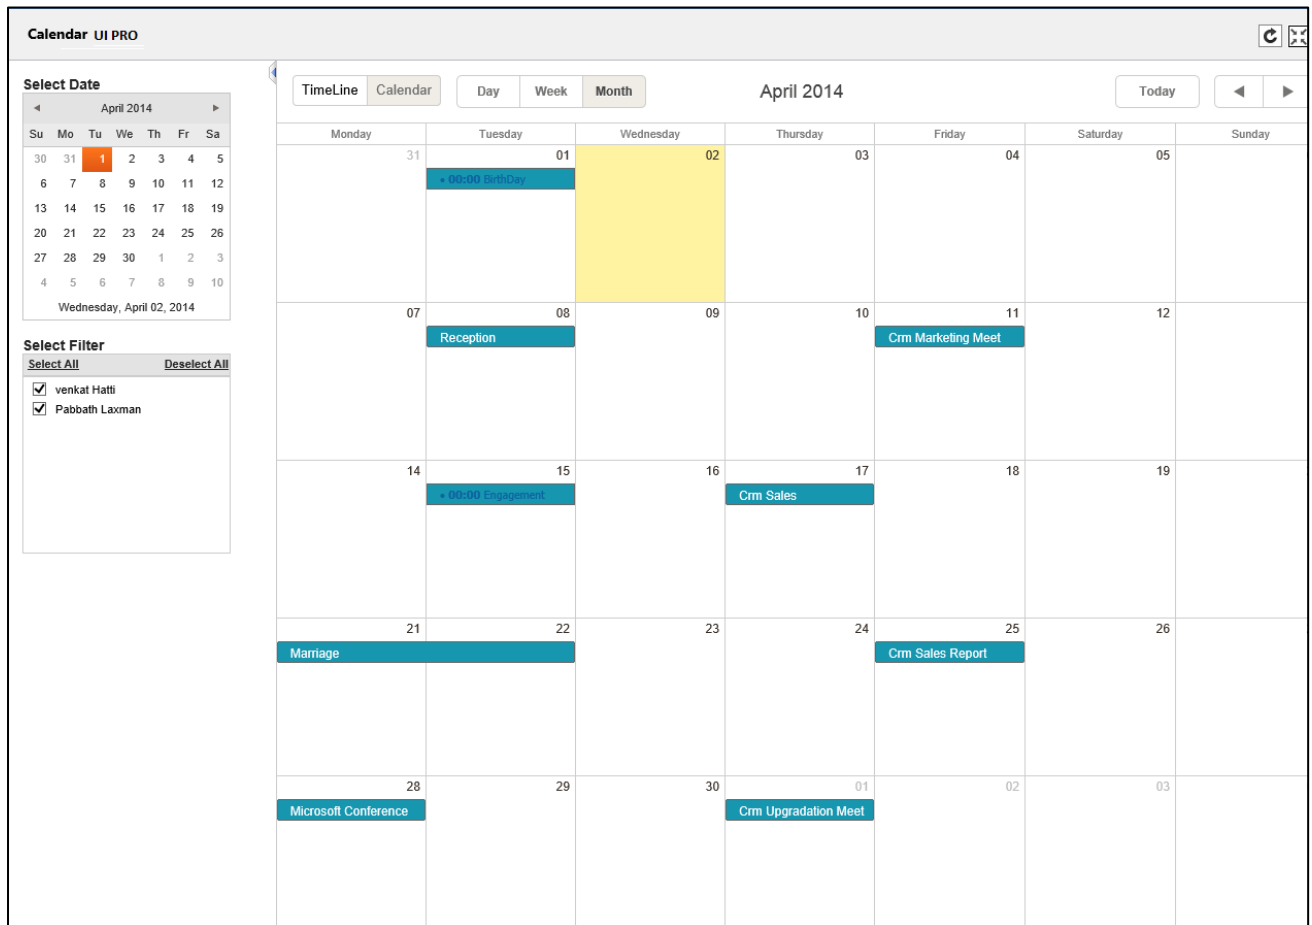 Calendar UI PRO
Select Date
April 2014
Su Mo Tu We Th Fr Sa
30 31 1 2 3 4 5
6 7 8 9 10 11 12
13 14 15 16 17 18 19
20 21 22 23 24 25 26
27 28 29 30 1 2 3
4 5 6 7 8 9 10
Wednesday, April 02, 2014
Select Filter
Select All Deselect All
venkat Hatti
Pabbath Laxman
TimeLine Calendar Day Week Month April 2014 Today
Monday Tuesday Wednesday Thursday Friday Saturday Sunday
31 01 02 03 04 05
• 00:00 BirthDay
07 08 09 10 11 12
Reception Crm Marketing Meet
14 15 16 17 18 19
• 00:00 Engagement Crm Sales
21 22 23 24 25 26
Marriage Crm Sales Report
28 29 30 01 02 03
Microsoft Conference Crm Upgradation Meet